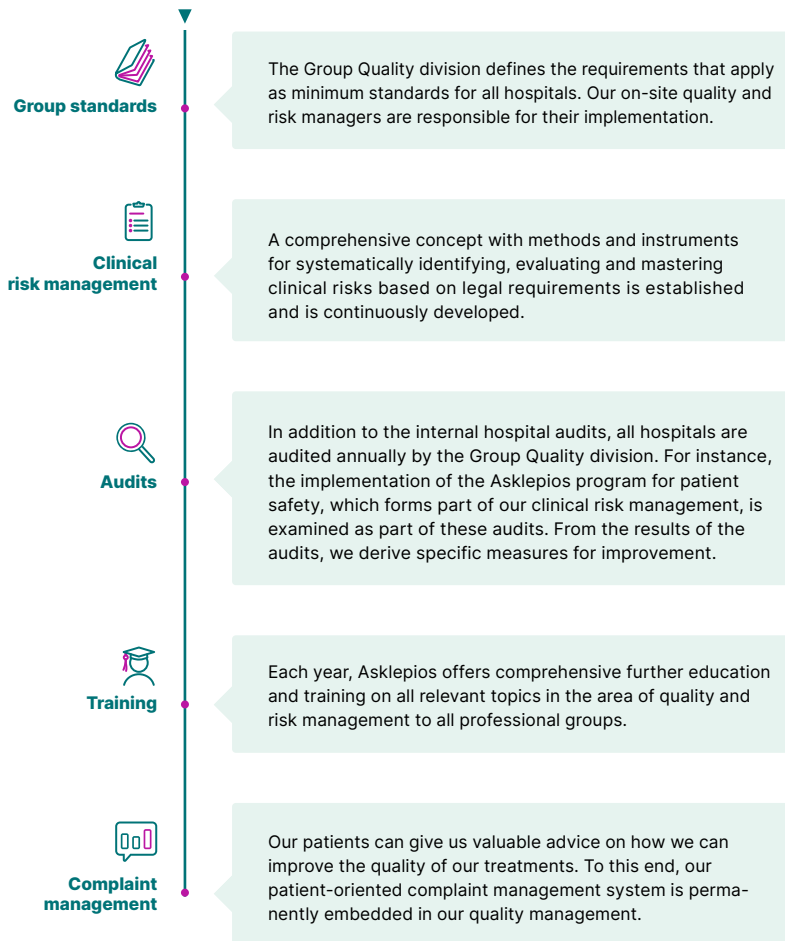 Group standards
The Group Quality division defines the requirements that apply
as minimum standards for all hospitals. Our on-site quality and
risk managers are responsible for their implementation.
Clinical
risk management
A comprehensive concept with methods and instruments
for systematically identifying, evaluating and mastering
clinical risks based on legal requirements is established
and is continuously developed.
Audits
In addition to the internal hospital audits, all hospitals are
audited annually by the Group Quality division. For instance,
the implementation of the Asklepios program for patient
safety, which forms part of our clinical risk management, is
examined as part of these audits. From the results of the
audits, we derive specific measures for improvement.
Training
Each year, Asklepios offers comprehensive further education
and training on all relevant topics in the area of quality and
risk management to all professional groups.
Complaint
management
Our patients can give us valuable advice on how we can
improve the quality of our treatments. To this end, our
patient-oriented complaint management system is perma-
nently embedded in our quality management.